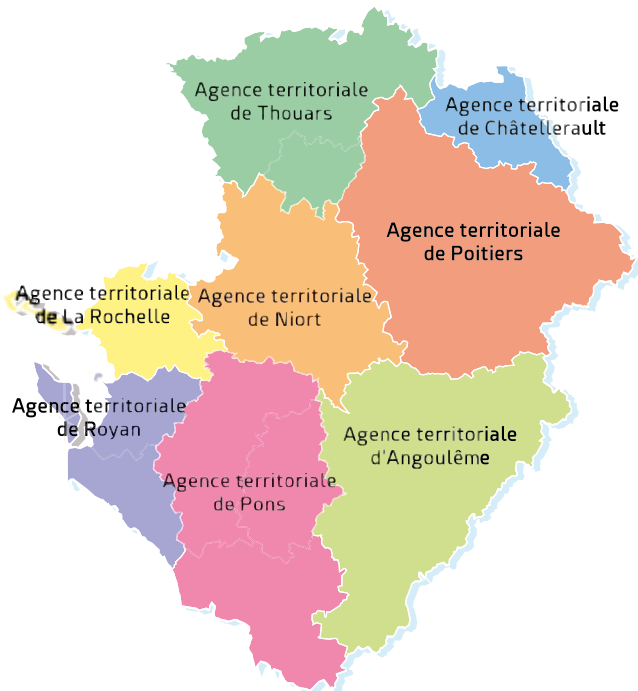 Agence territoriale
de Thouars
Agence territoriale
de Châtellerault
Agence territoriale
de Poitiers
Agence territoriale
de La Rochelle
Agence territoriale
de Niort
Agence territoriale
de Royan
Agence territoriale
d'Angoulême
Agence territoriale
de Pons